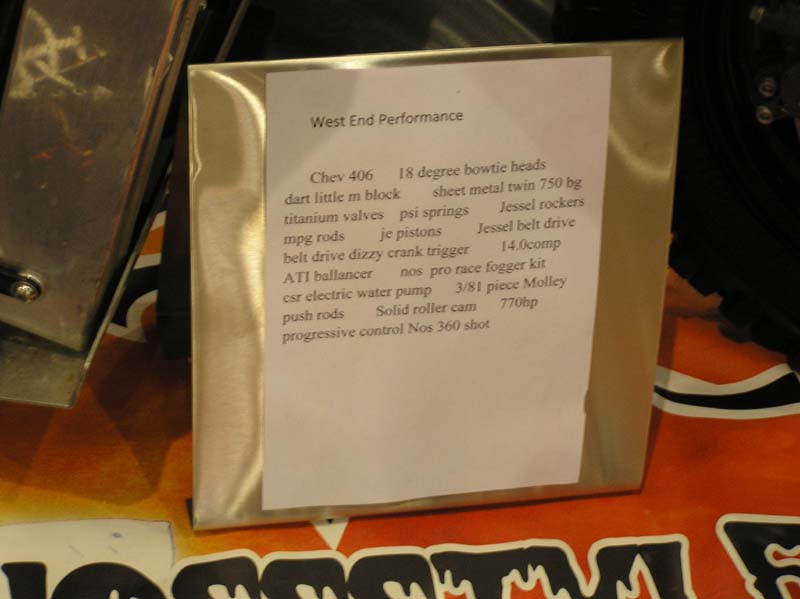 West End Performance
Chev 406 18 degree bowtie heads
dart little m block sheet metal twin 750 bg
titanium valves psi springs Jessel rockers
mpg rods je pistons Jessel belt drive
belt drive dizzy crank trigger 14.0comp
ATI ballancer nos pro race fogger kit
csr electric water pump 3/81 piece Molley
push rods Solid roller cam 770hp
progressive control Nos 360 shot